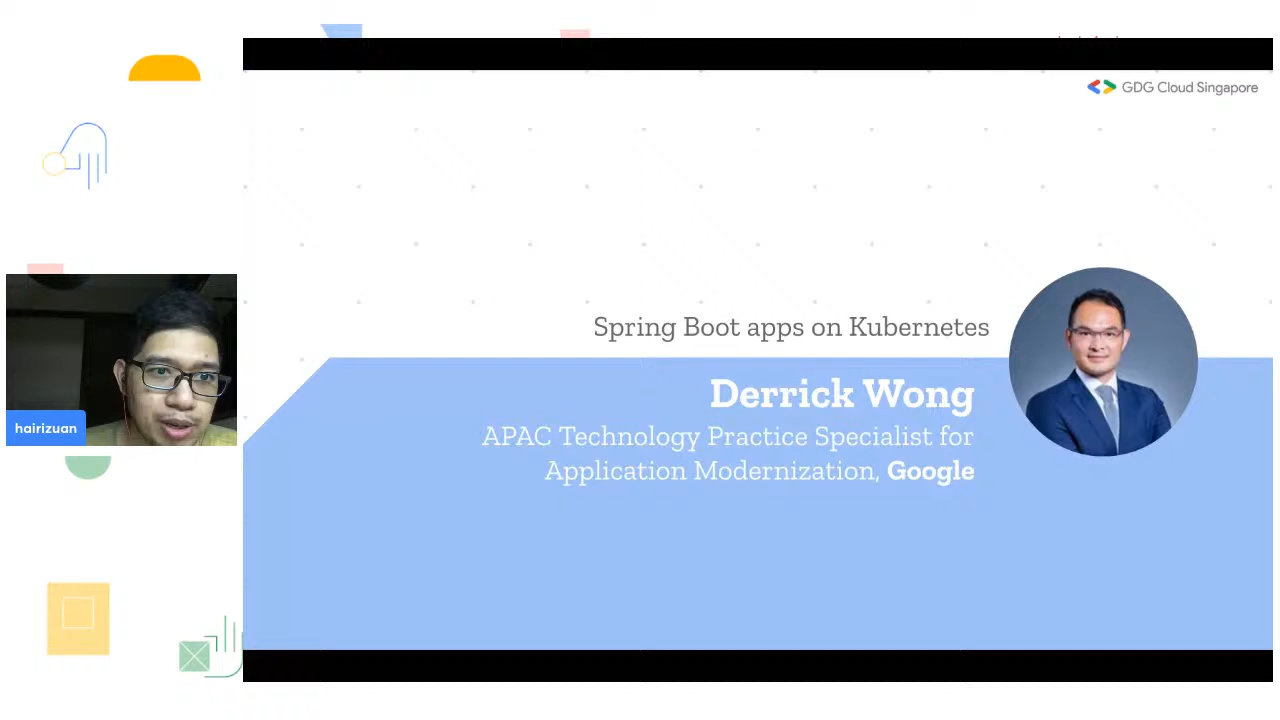 GDG Cloud Singapore
Spring Boot apps on Kubernetes
Derrick Wong
APAC Technology Practice Specialist for
Application Modernization, Google
hairizuan